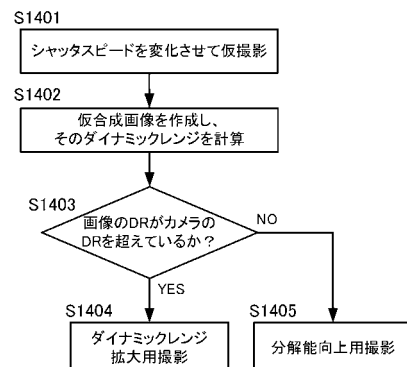 S1401
シャッタスピードを変化させて仮撮影
S1402
仮合成画像を作成し、
そのダイナミックレンジを計算
S1403
画像のDRがカメラの
DRを超えているか？
NO
YES
S1404
ダイナミックレンジ
拡大用撮影
S1405
分解能向上用撮影